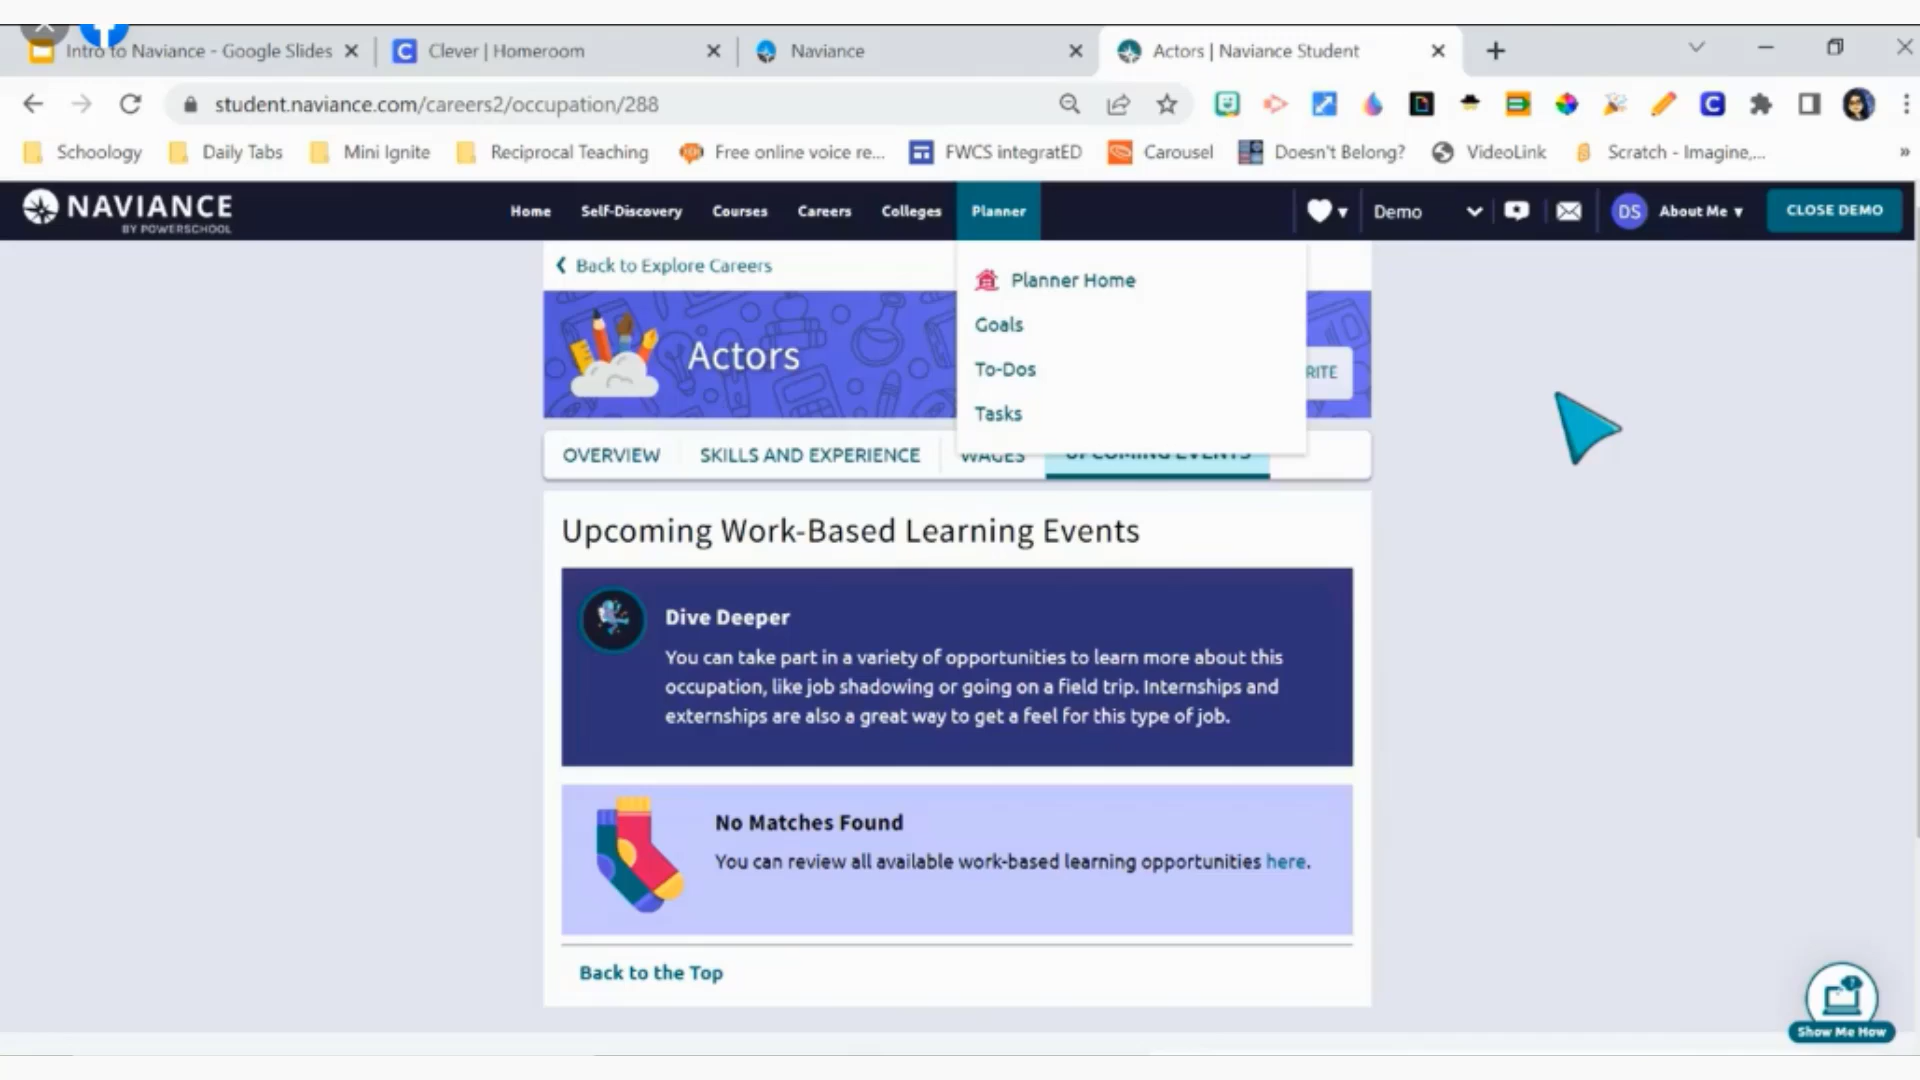 Intro to Naviance - Google Slides
Clever | Homeroom
Naviance
Actors | Naviance Student
student.naviance.com/careers2/occupation/288
Schoology
Daily Tabs
Mini Ignite
Reciprocal Teaching
Free online voice re...
FWCS integratED
Carousel
Doesn't Belong?
VideoLink
Scratch - Imagine,...
NAVIANCE
BY POWERSCHOOL
Home
Self-Discovery
Courses
Careers
Colleges
Planner
Demo
DS
About Me
CLOSE DEMO
Back to Explore Careers
Planner Home
Goals
To-Dos
Tasks
Actors
RITE
OVERVIEW
SKILLS AND EXPERIENCE
WAGES
UPCOMING EVENTS
Upcoming Work-Based Learning Events
Dive Deeper
You can take part in a variety of opportunities to learn more about this
occupation, like job shadowing or going on a field trip. Internships and
externships are also a great way to get a feel for this type of job.
No Matches Found
You can review all available work-based learning opportunities here.
Back to the Top
Show Me How